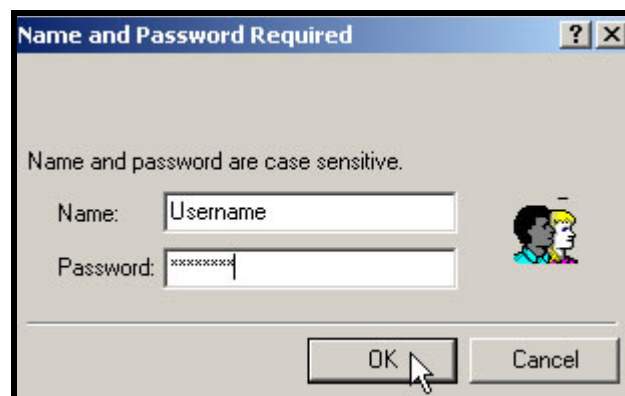 Name and Password Required
Name and password are case sensitive.
Name: Username
Password: ********
OK Cancel